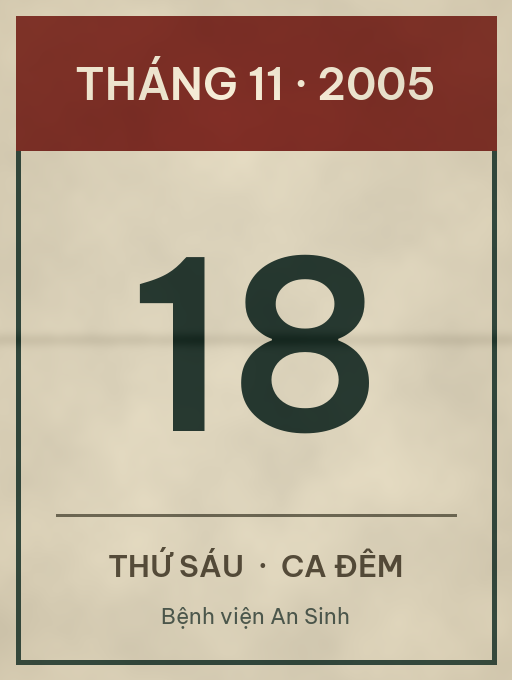 THÁNG 11 · 2005
18
THỨ SÁU · CA ĐÊM
Bệnh viện An Sinh